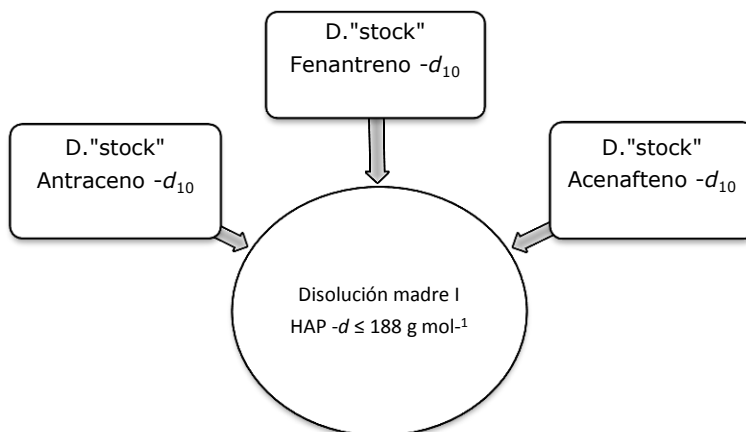 D."stock"
Fenantreno -d₁₀
D."stock"
Antraceno -d₁₀
D."stock"
Acenafteno -d₁₀
Disolución madre I
HAP -d ≤ 188 g mol-¹